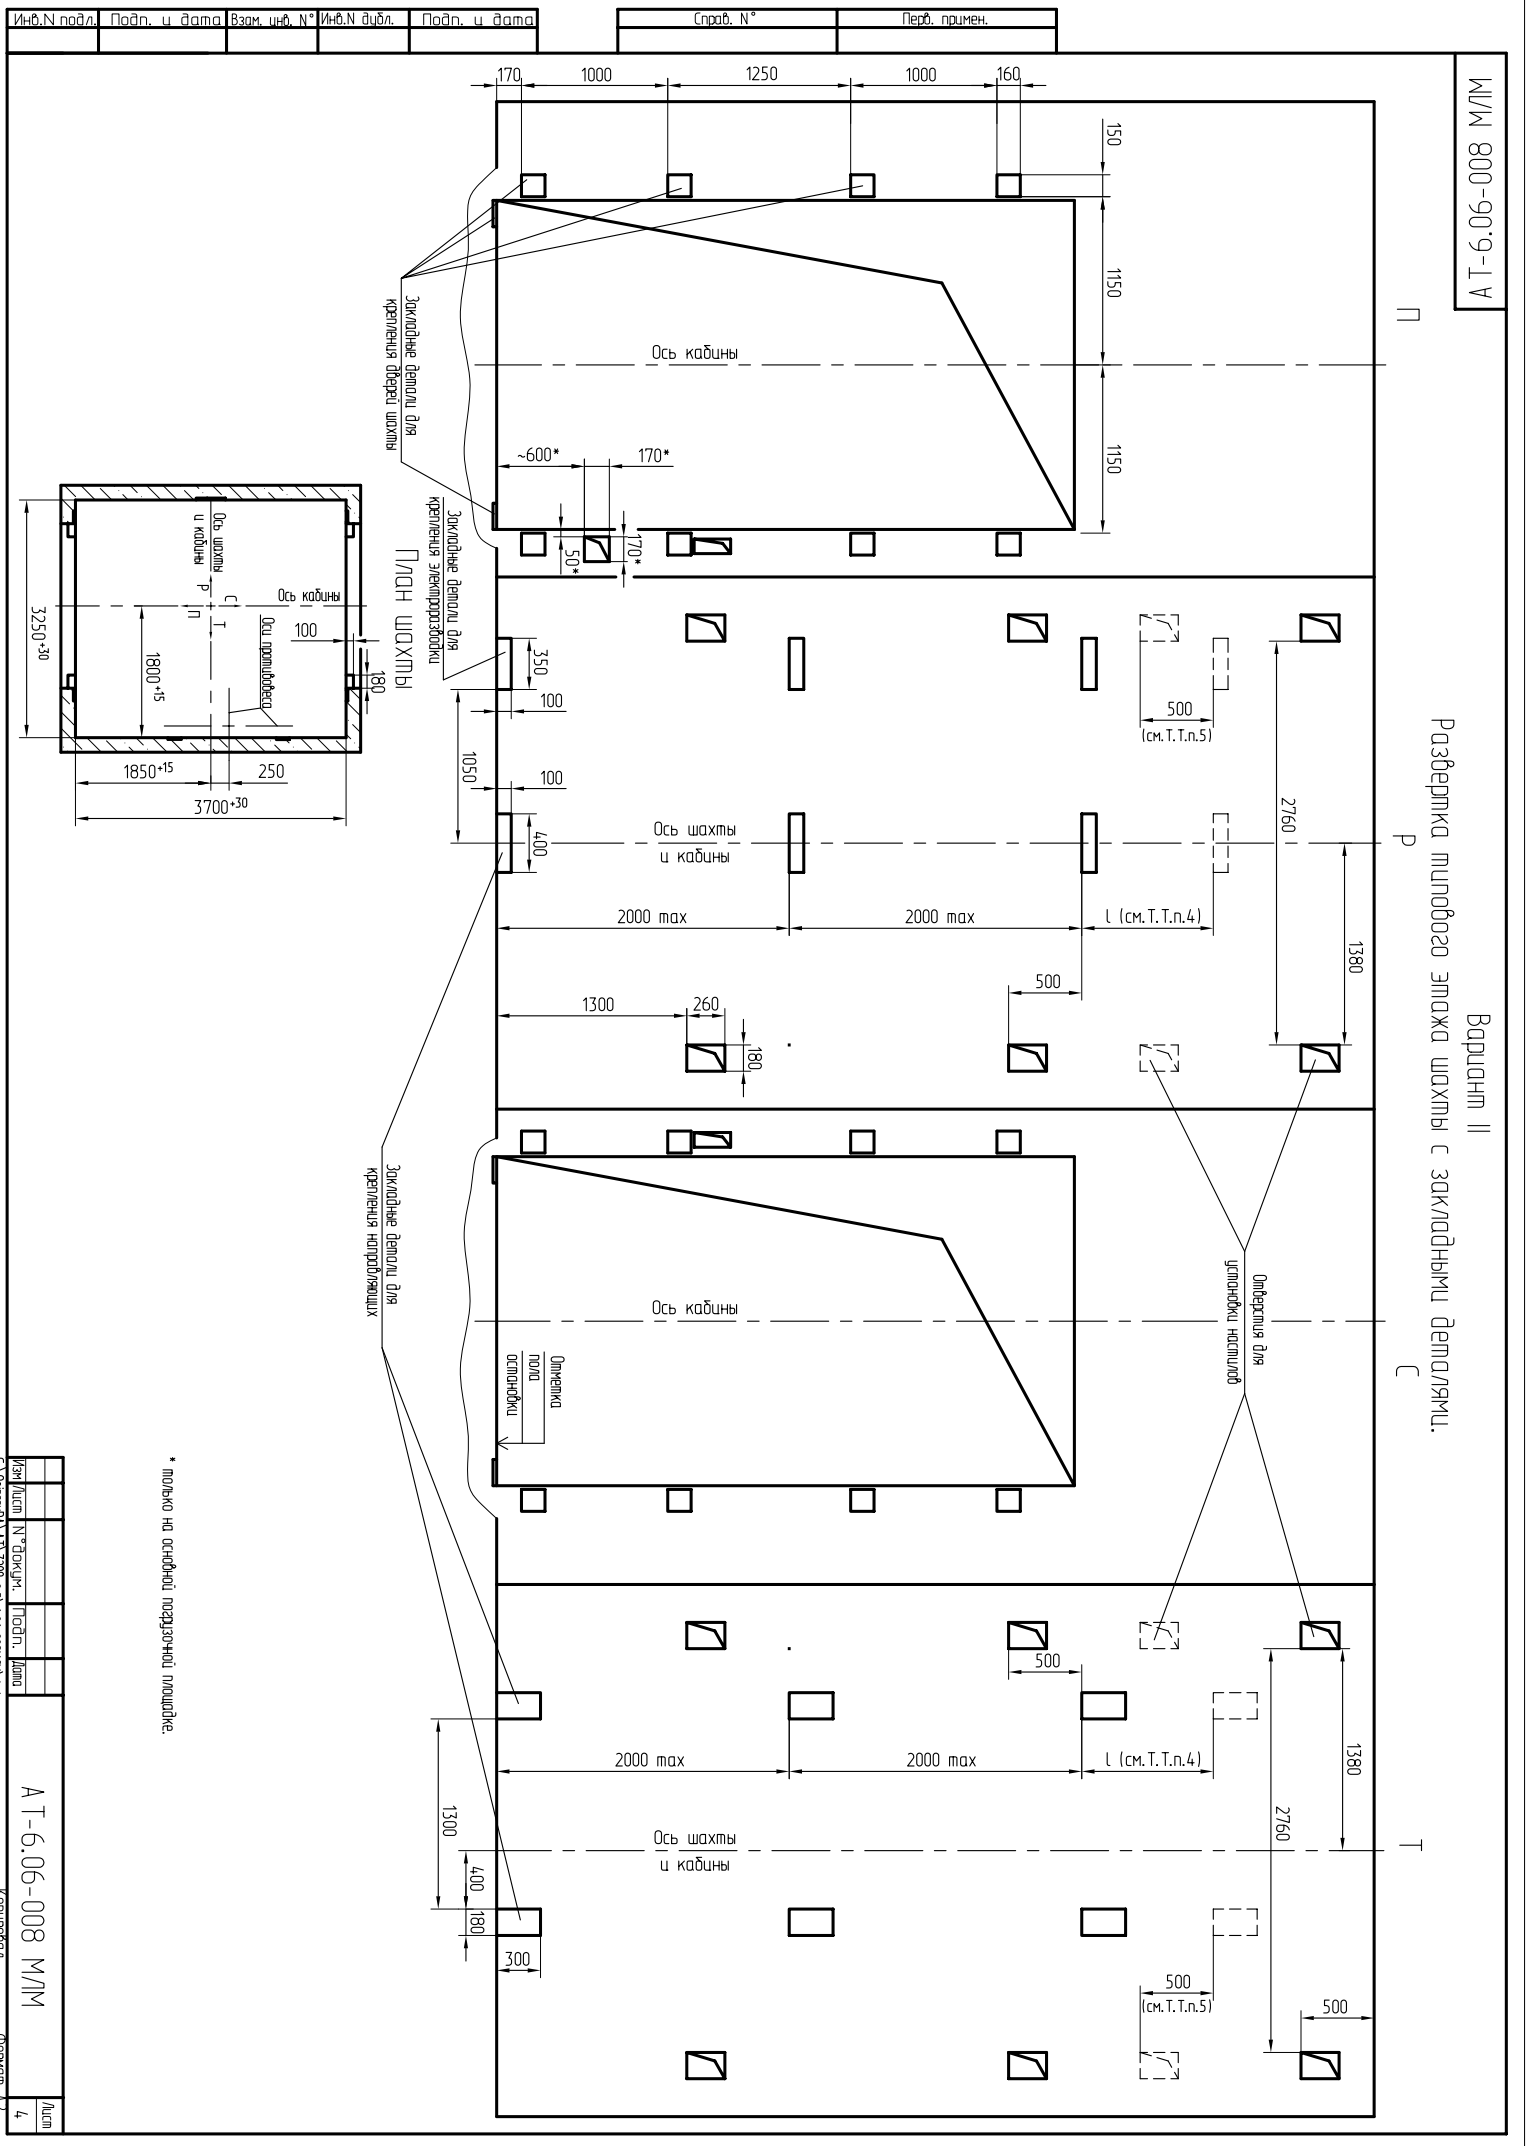 АТ-6.06-008 МЛМ
Вариант II
Развертка типового этажа шахты с закладными деталями.
П
Р
С
Т
Перв. примен.
Справ. N°
Подп. и дата
Инв.N дубл.
Взам. инв. N°
Подп. и дата
Инв.N подл.
160
1000
1250
1000
170
150
1150
1150
Ось кабины
~600*
170*
170*
50*
Закладные детали для
крепления дверей шахты
Закладные детали для
крепления электроразводки
350
100
1050
100
400
500
(см.Т.Т.п.5)
2760
1380
Ось шахты
и кабины
2000 max
2000 max
l (см.Т.Т.п.4)
500
1300
260
180
Отверстия для
установки настилов
Ось кабины
Отметка
пола
остановки
Закладные детали для
крепления направляющих
500
1380
2760
2000 max
2000 max
l (см.Т.Т.п.4)
Ось шахты
и кабины
1300
400
180
300
500
(см.Т.Т.п.5)
500
План шахты
Ось шахты
и кабины
Ось кабины
Р
С
П
Т
100
180
Оси противовеса
1800+15
3250+30
1850+15
250
3700+30
* только на основной погрузочной площадке.
Изм
Лист
N° докум.
Подп.
Дата
АТ-6.06-008 МЛМ
Лист
4
Копировал